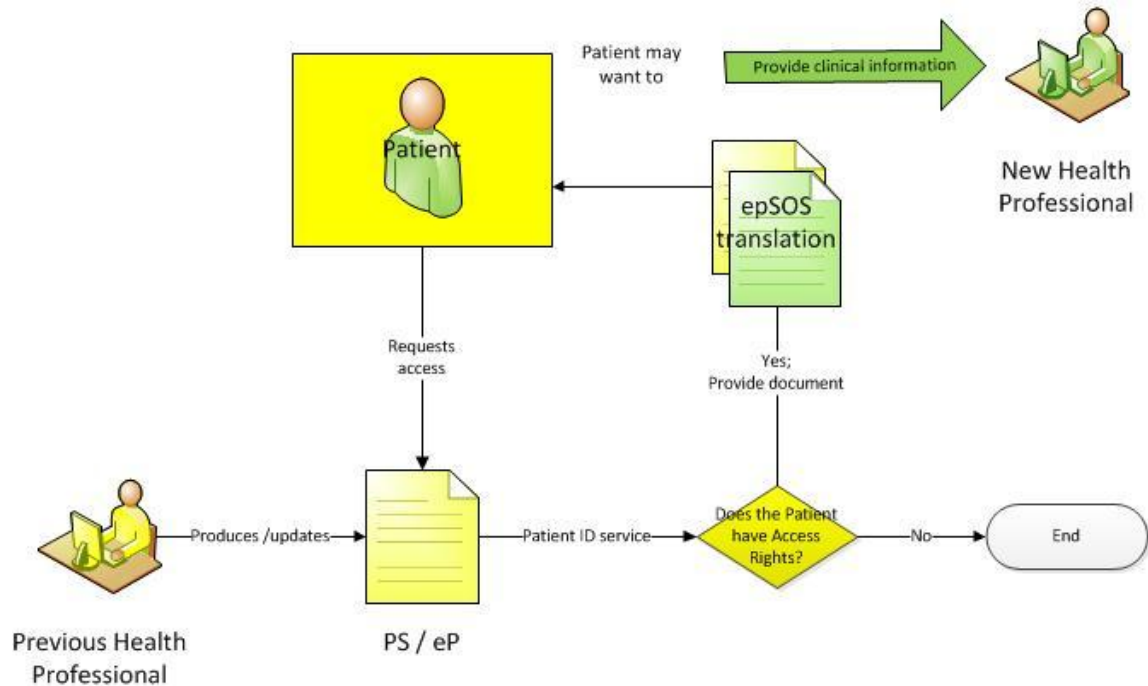 Patient may
want to
Provide clinical information
Patient
New Health
Professional
epSOS
translation
Requests
access
Yes;
Provide document
Produces /updates
Patient ID service
Does the Patient
have Access
Rights?
No
End
Previous Health
Professional
PS / eP